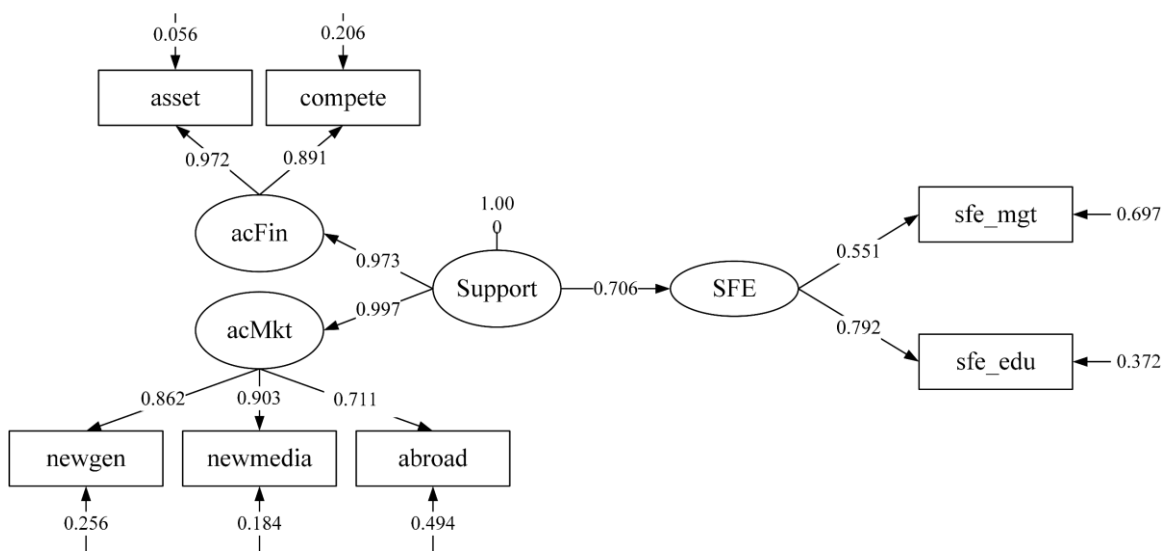 0.056
0.206
asset
compete
0.972
0.891
acFin
1.00
0
sfe_mgt
0.697
0.973
0.551
Support
0.706
SFE
0.997
acMkt
0.792
sfe_edu
0.372
0.862
0.903
0.711
newgen
newmedia
abroad
0.256
0.184
0.494